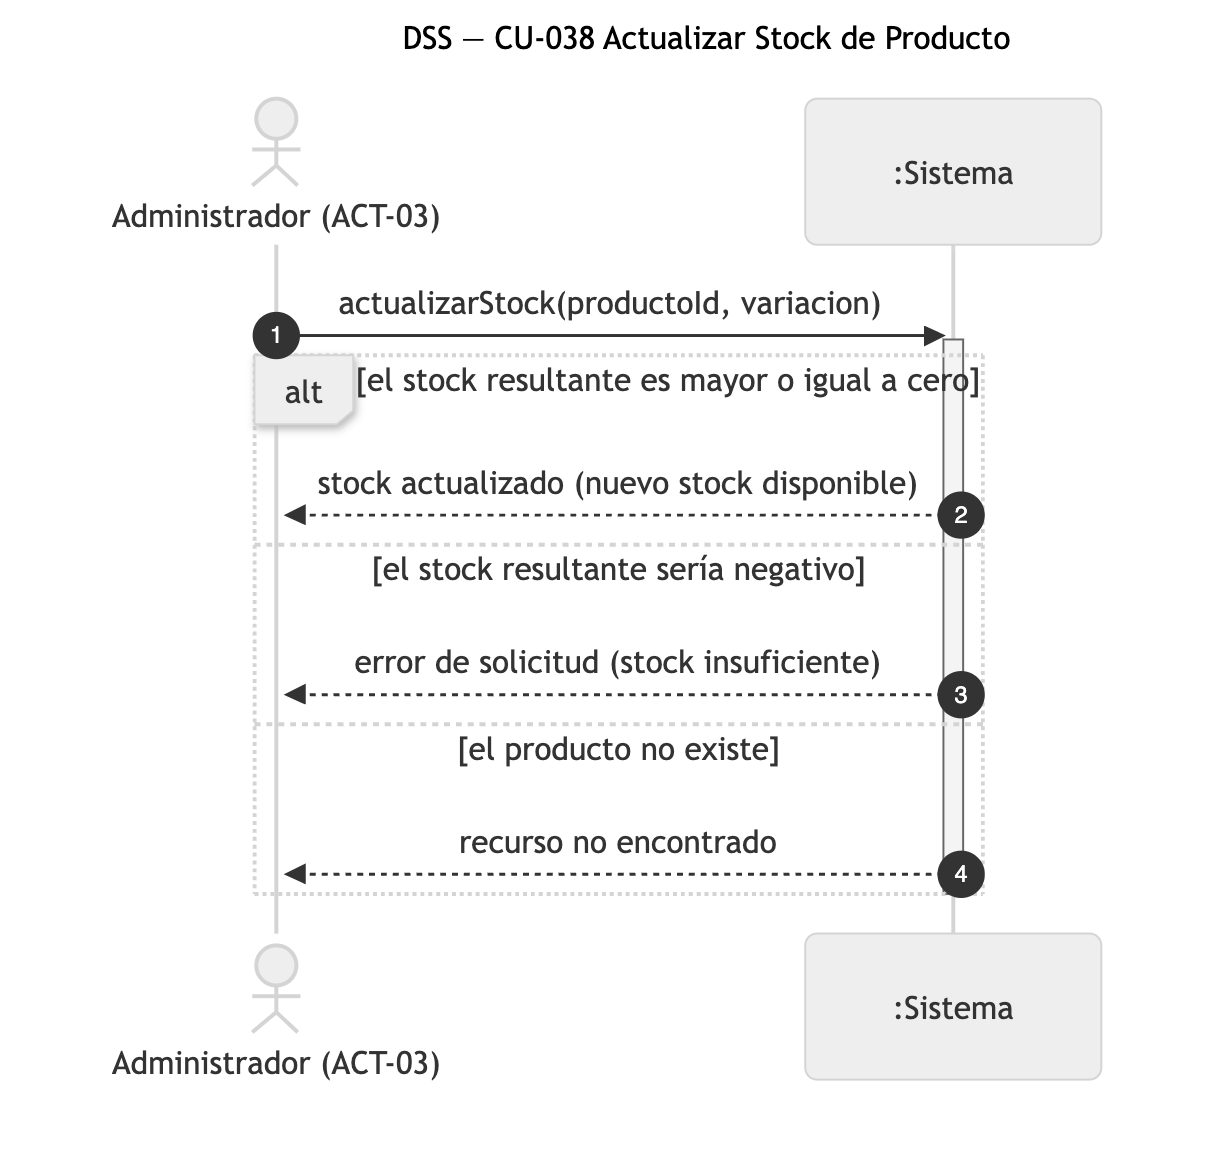 DSS — CU-038 Actualizar Stock de Producto
:Sistema
Administrador (ACT-03)
actualizarStock(productoId, variacion)
1
alt
[el stock resultante es mayor o igual a cero]
stock actualizado (nuevo stock disponible)
2
[el stock resultante sería negativo]
error de solicitud (stock insuficiente)
3
[el producto no existe]
recurso no encontrado
4
:Sistema
Administrador (ACT-03)